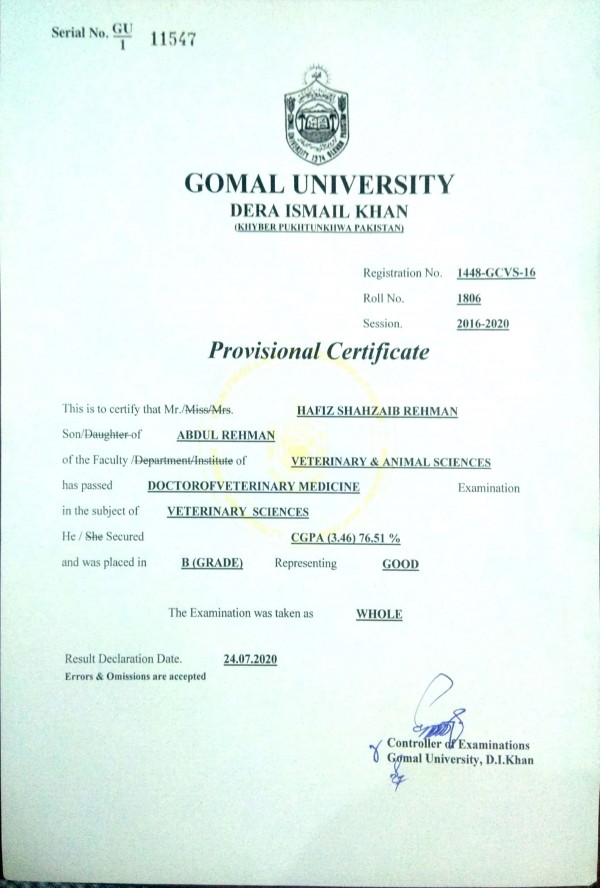 Serial No. GU/1 11547
GOMAL UNIVERSITY
DERA ISMAIL KHAN
(KHYBER PUKHTUNKHWA PAKISTAN)
Registration No. 1448-GCVS-16
Roll No. 1806
Session. 2016-2020
Provisional Certificate
This is to certify that Mr./Miss/Mrs. HAFIZ SHAHZAIB REHMAN
Son/Daughter of ABDUL REHMAN
of the Faculty /Department/Institute of VETERINARY & ANIMAL SCIENCES
has passed DOCTOROFVETERINARY MEDICINE Examination
in the subject of VETERINARY SCIENCES
He / She Secured CGPA (3.46) 76.51 %
and was placed in B (GRADE) Representing GOOD
The Examination was taken as WHOLE
Result Declaration Date. 24.07.2020
Errors & Omissions are accepted
Controller of Examinations
Gomal University, D.I.Khan